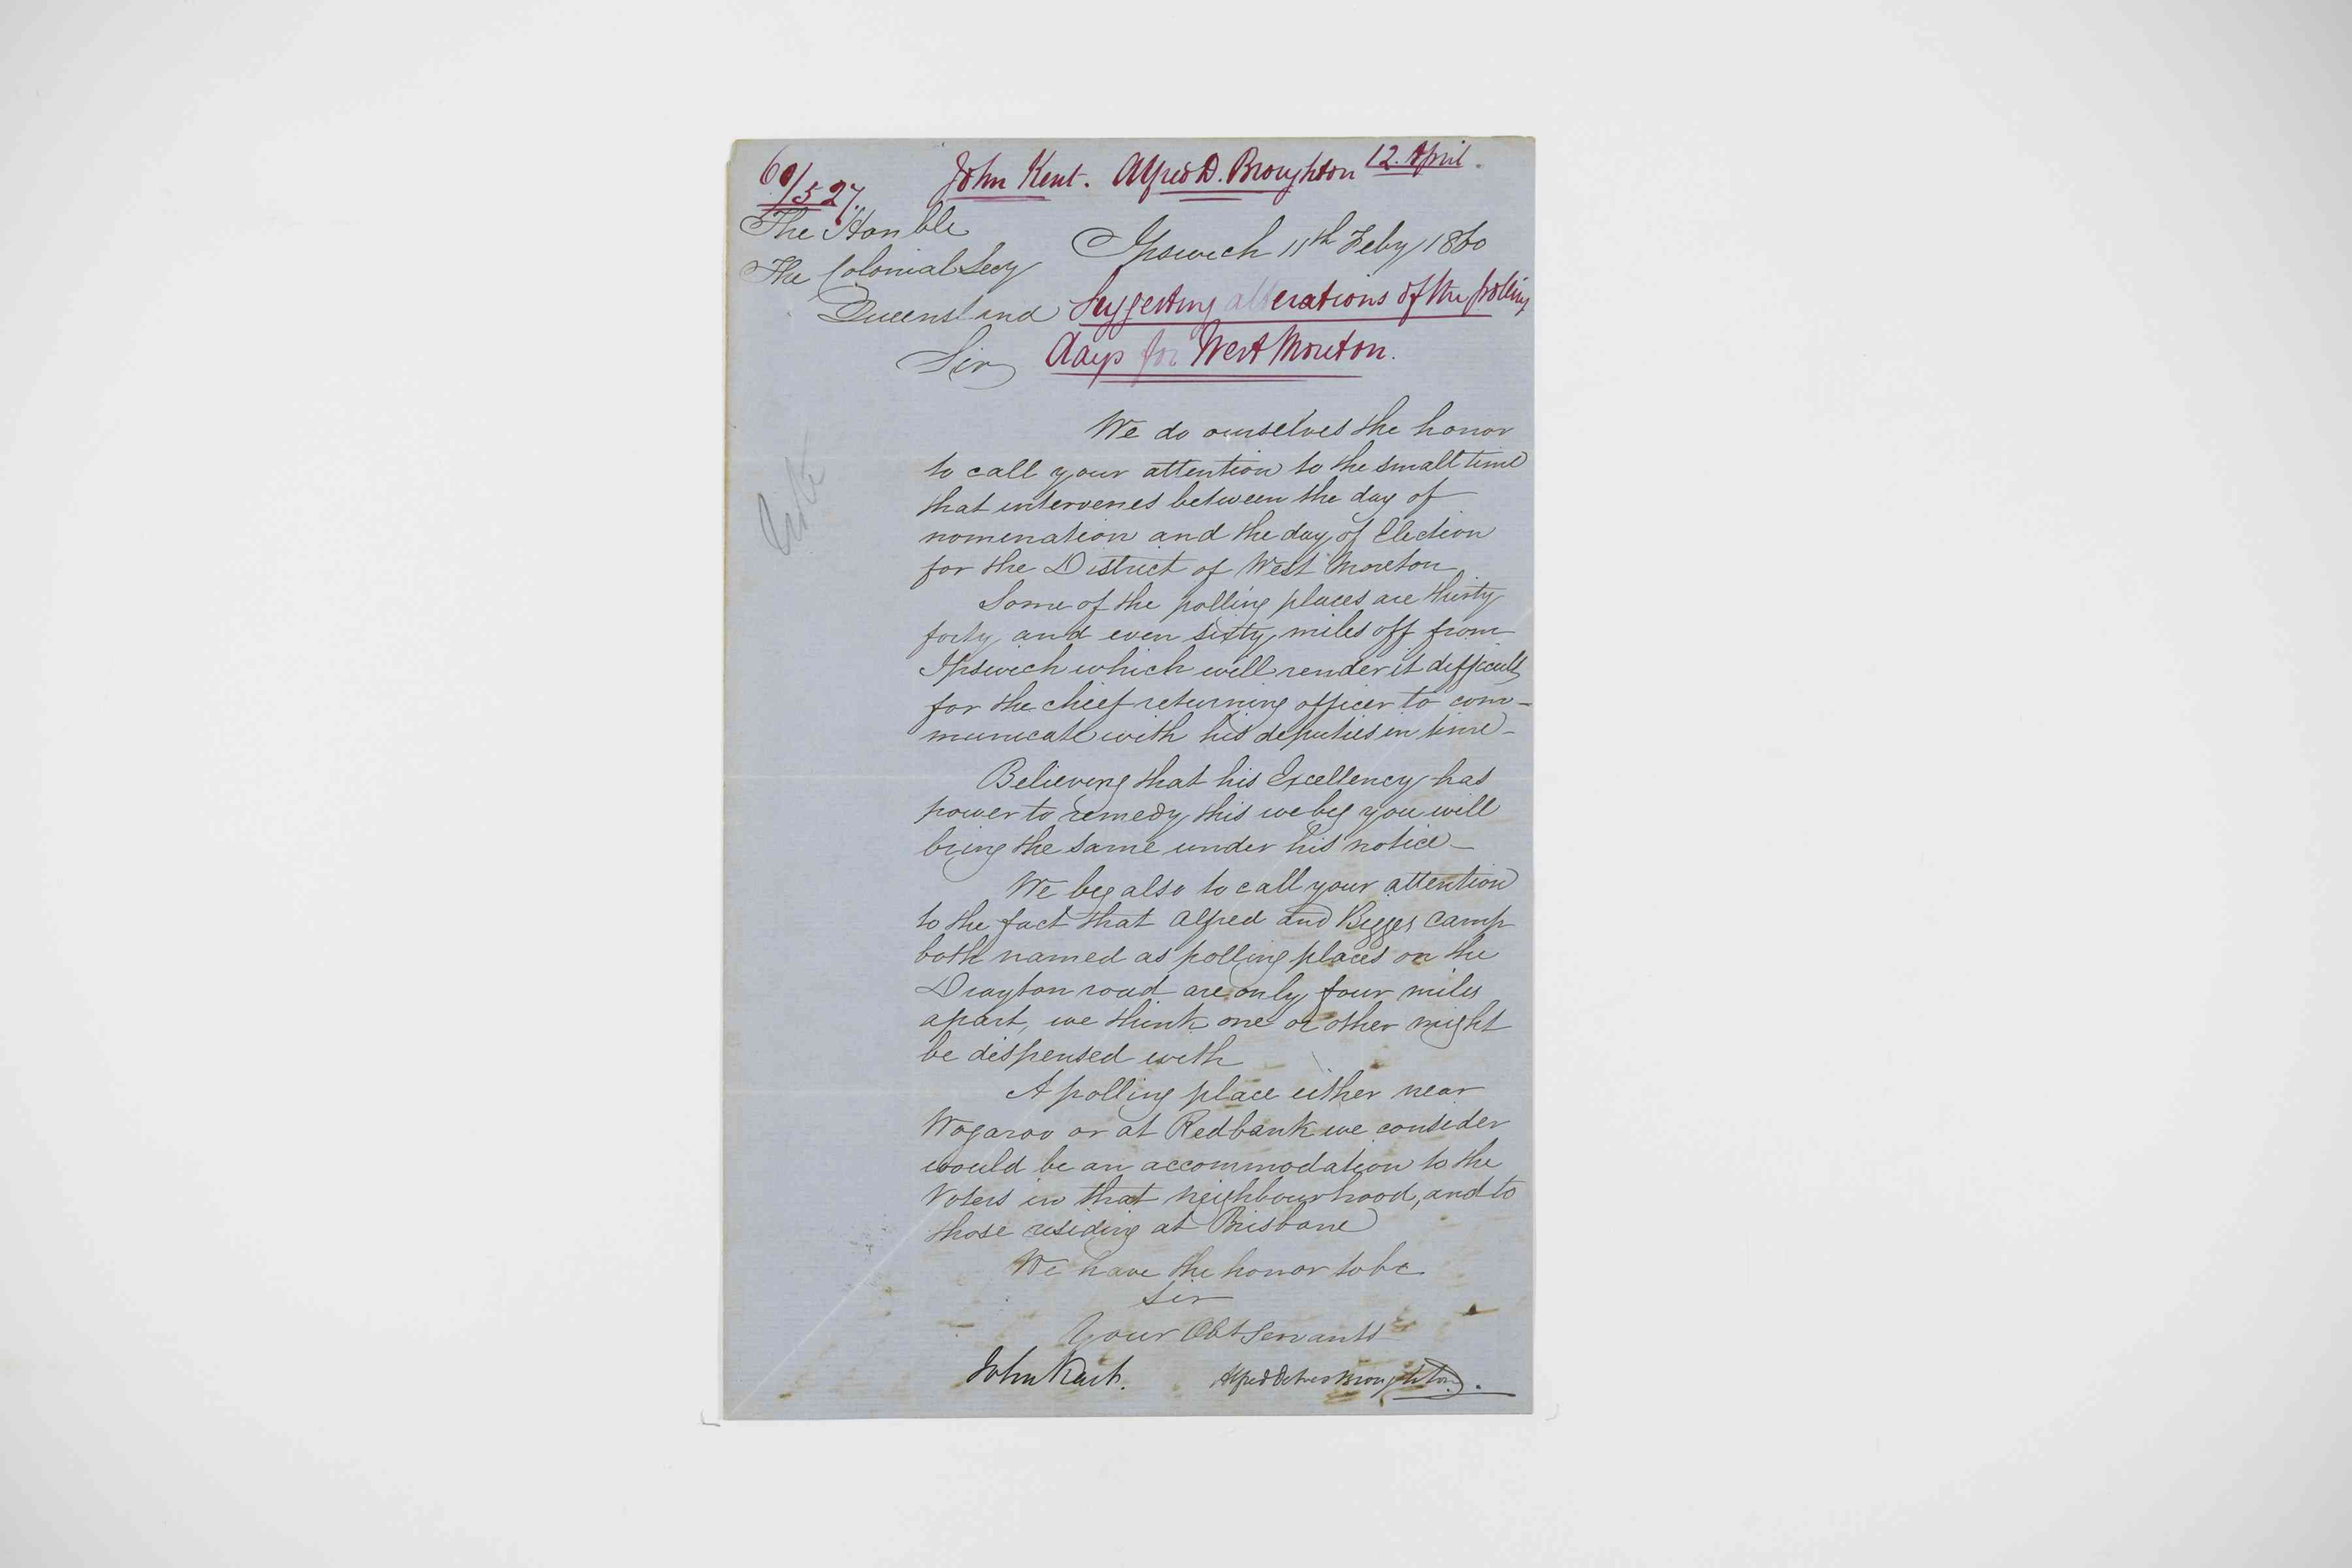 60/527.
John Kent. Alfred D. Broughton 12. April.
The Honble
Ipswich 11th Feby 1860
The Colonial Secy
Queensland
Suggesting alterations of the polling
days for West Moreton.
Sir
We do ourselves the honor
to call your attention to the small time
that intervenes between the day of
nomenation and the day of Election
for the District of West Moreton
Some of the polling places are thirty
forty and even sixty miles off from
Ipswich which will render it difficult
for the chief returning officer to com-
municate with his deputies in time-
Believing that his Excellency has
power to remedy this we beg you will
bring the same under his notice-
We beg also to call your attention
to the fact that Alfred and Bigges Camp
both named as polling places on the
Drayton road are only four miles
apart, we think one or other might
be dispensed with
A polling place either near
Wogaroo or at Redbank we consider
would be an accommodation to the
Voters in that neighbourhood, and to
those residing at Brisbane
We have the honor to be
Sir
Your Obt Servants
John Kent. Alfred Delves Broughton.